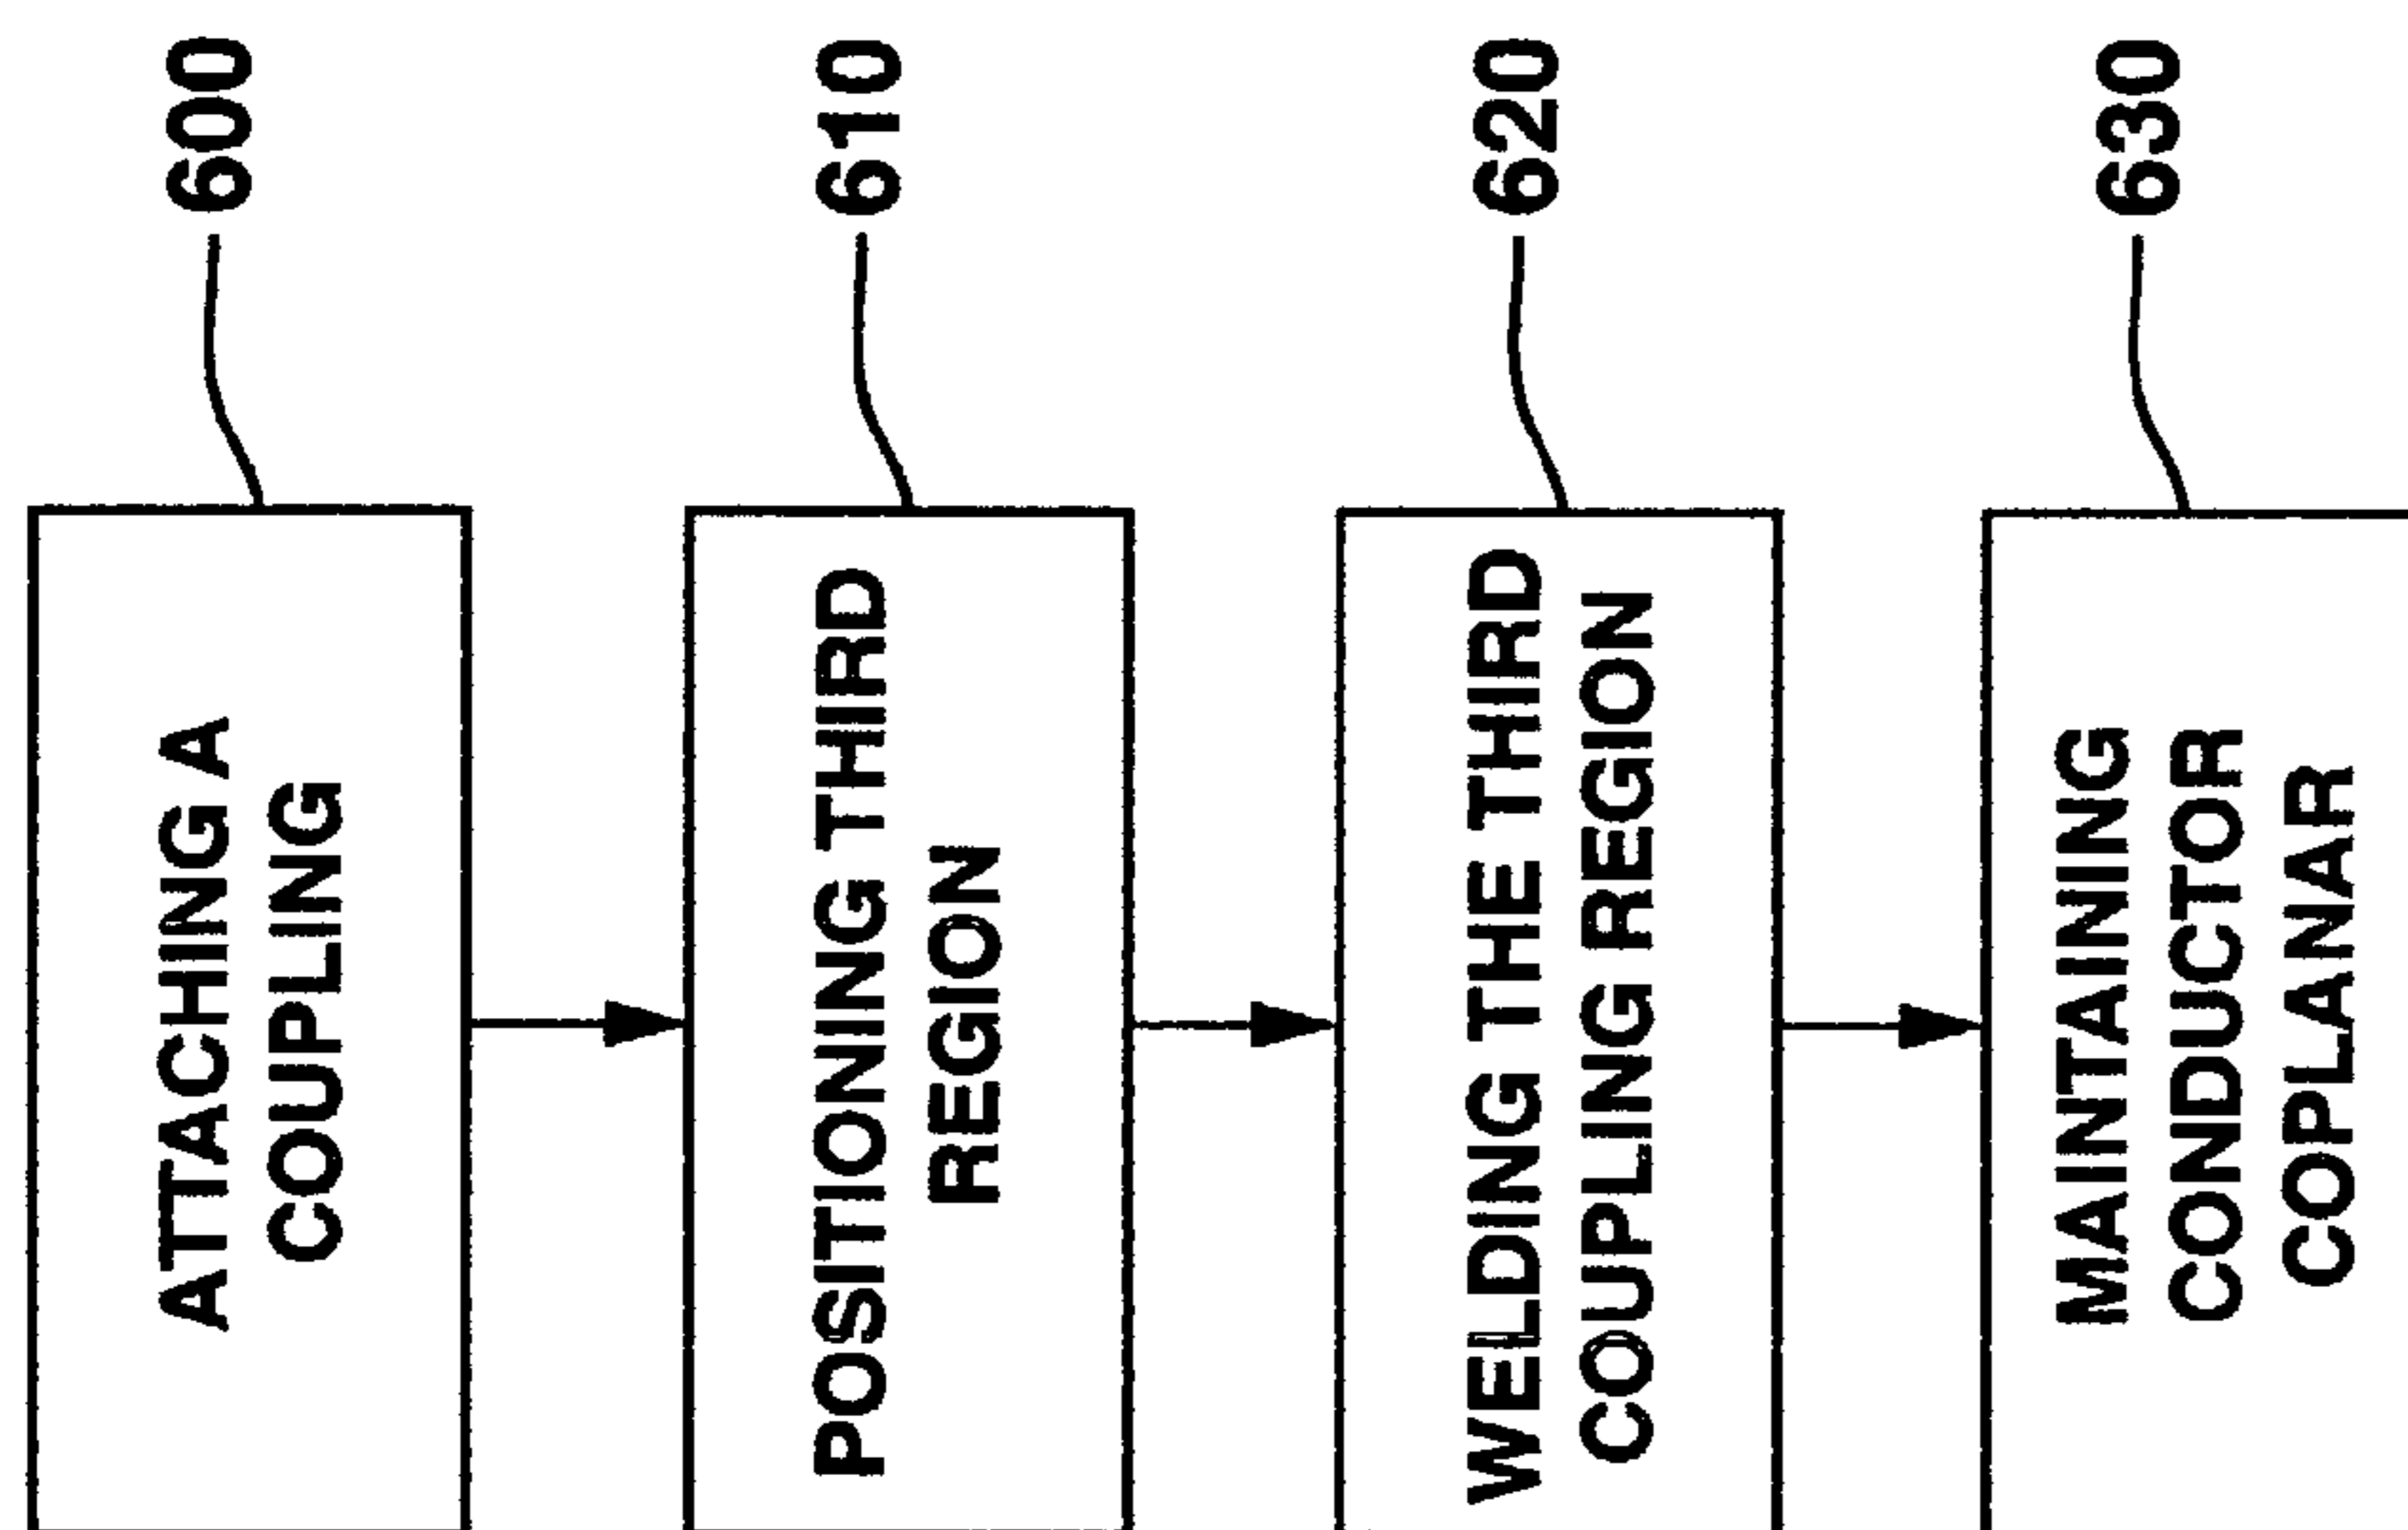 ATTACHING A
COUPLING
600
POSITIONING THIRD
REGION
610
WELDING THE THIRD
COUPLING REGION
620
MAINTAINING
CONDUCTOR
COPLANAR
630